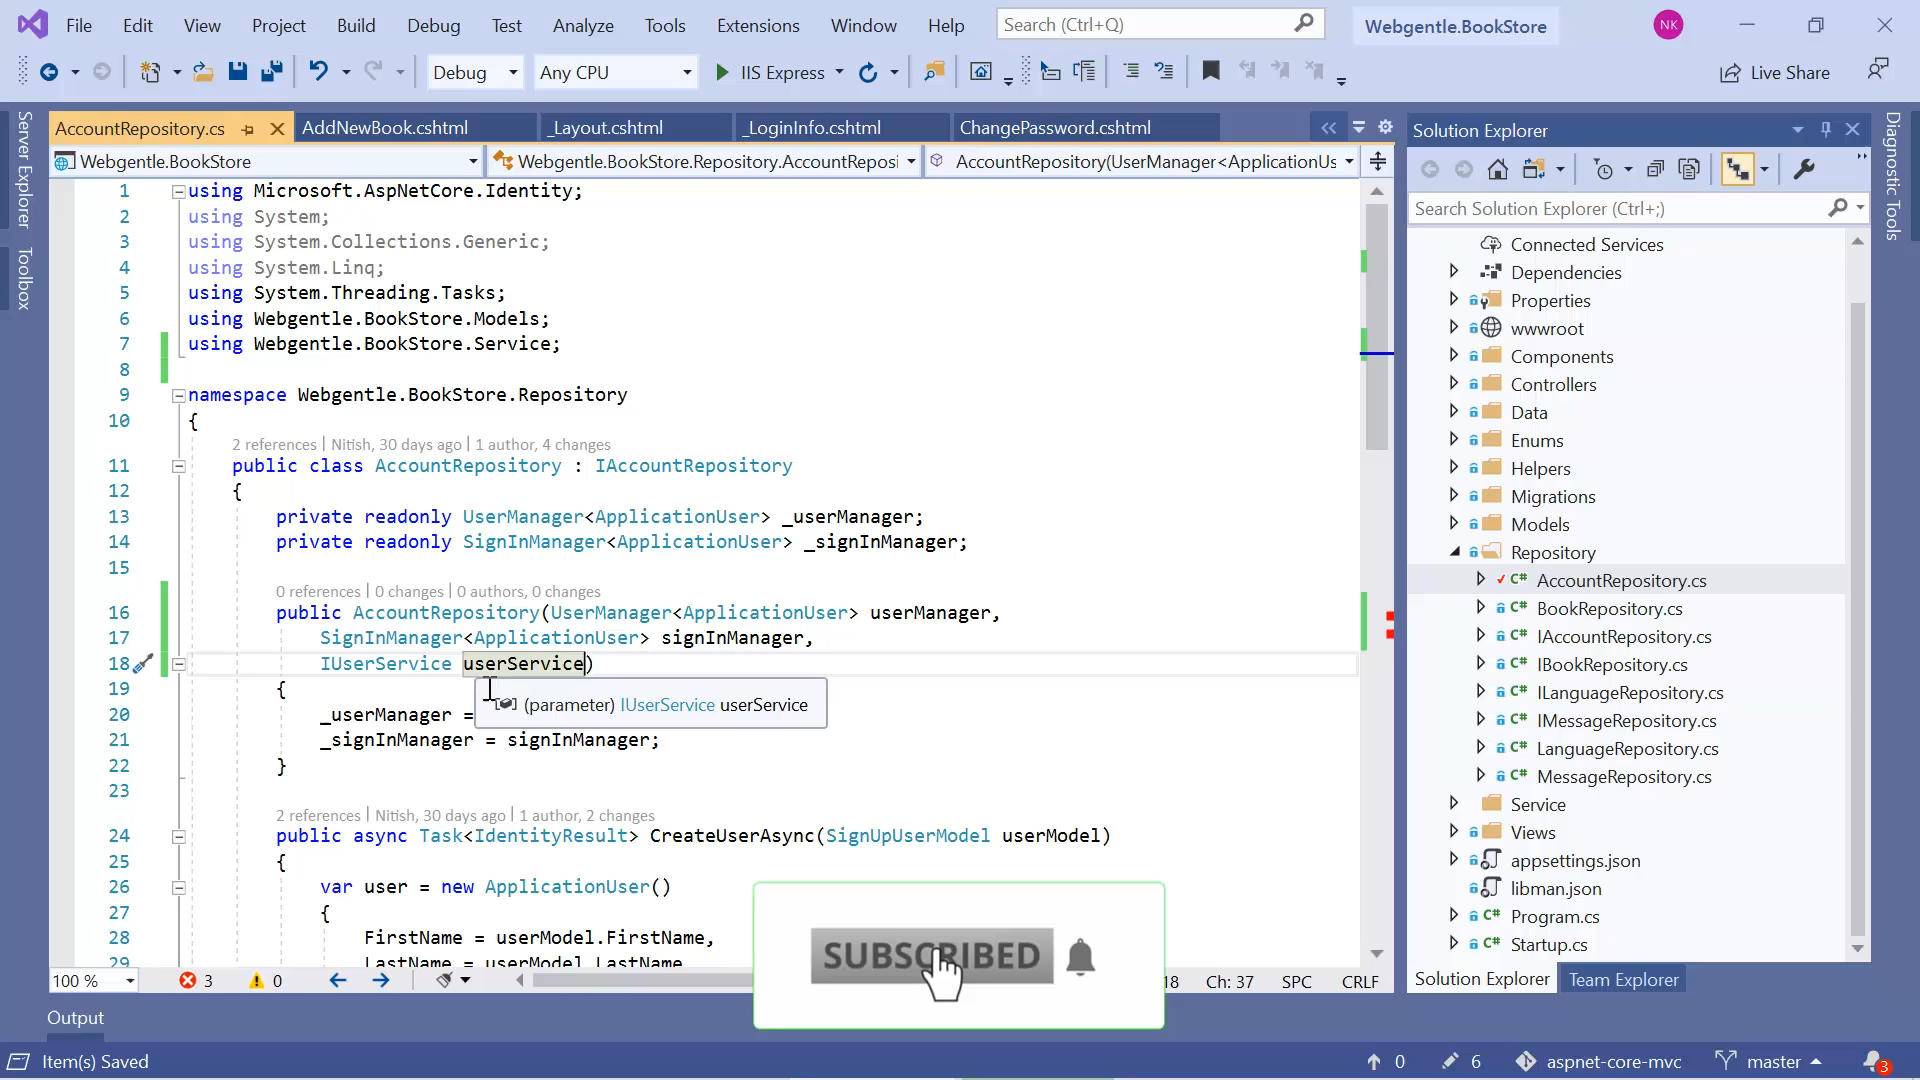 File Edit View Project Build Debug Test Analyze Tools Extensions Window Help Search (Ctrl+Q) Webgentle.BookStore NK
Debug Any CPU IIS Express Live Share
Server Explorer
Toolbox
AccountRepository.cs AddNewBook.cshtml _Layout.cshtml _LoginInfo.cshtml ChangePassword.cshtml
Webgentle.BookStore Webgentle.BookStore.Repository.AccountReposi AccountRepository(UserManager<ApplicationUs
1 using Microsoft.AspNetCore.Identity;
2 using System;
3 using System.Collections.Generic;
4 using System.Linq;
5 using System.Threading.Tasks;
6 using Webgentle.BookStore.Models;
7 using Webgentle.BookStore.Service;
8
9 namespace Webgentle.BookStore.Repository
10 {
2 references | Nitish, 30 days ago | 1 author, 4 changes
11 public class AccountRepository : IAccountRepository
12 {
13 private readonly UserManager<ApplicationUser> _userManager;
14 private readonly SignInManager<ApplicationUser> _signInManager;
15
0 references | 0 changes | 0 authors, 0 changes
16 public AccountRepository(UserManager<ApplicationUser> userManager,
17 SignInManager<ApplicationUser> signInManager,
18 IUserService userService)
19 {
(parameter) IUserService userService
20 _userManager =
21 _signInManager = signInManager;
22 }
23
2 references | Nitish, 30 days ago | 1 author, 2 changes
24 public async Task<IdentityResult> CreateUserAsync(SignUpUserModel userModel)
25 {
26 var user = new ApplicationUser()
27 {
28 FirstName = userModel.FirstName,
29 LastName = userModel.LastName
100 % 3 0 18 Ch: 37 SPC CRLF
SUBSCRIBED
Solution Explorer
Search Solution Explorer (Ctrl+;)
Connected Services
Dependencies
Properties
wwwroot
Components
Controllers
Data
Enums
Helpers
Migrations
Models
Repository
C# AccountRepository.cs
C# BookRepository.cs
C# IAccountRepository.cs
C# IBookRepository.cs
C# ILanguageRepository.cs
C# IMessageRepository.cs
C# LanguageRepository.cs
C# MessageRepository.cs
Service
Views
appsettings.json
libman.json
C# Program.cs
C# Startup.cs
Solution Explorer Team Explorer
Diagnostic Tools
Output
Item(s) Saved 0 6 aspnet-core-mvc master 3